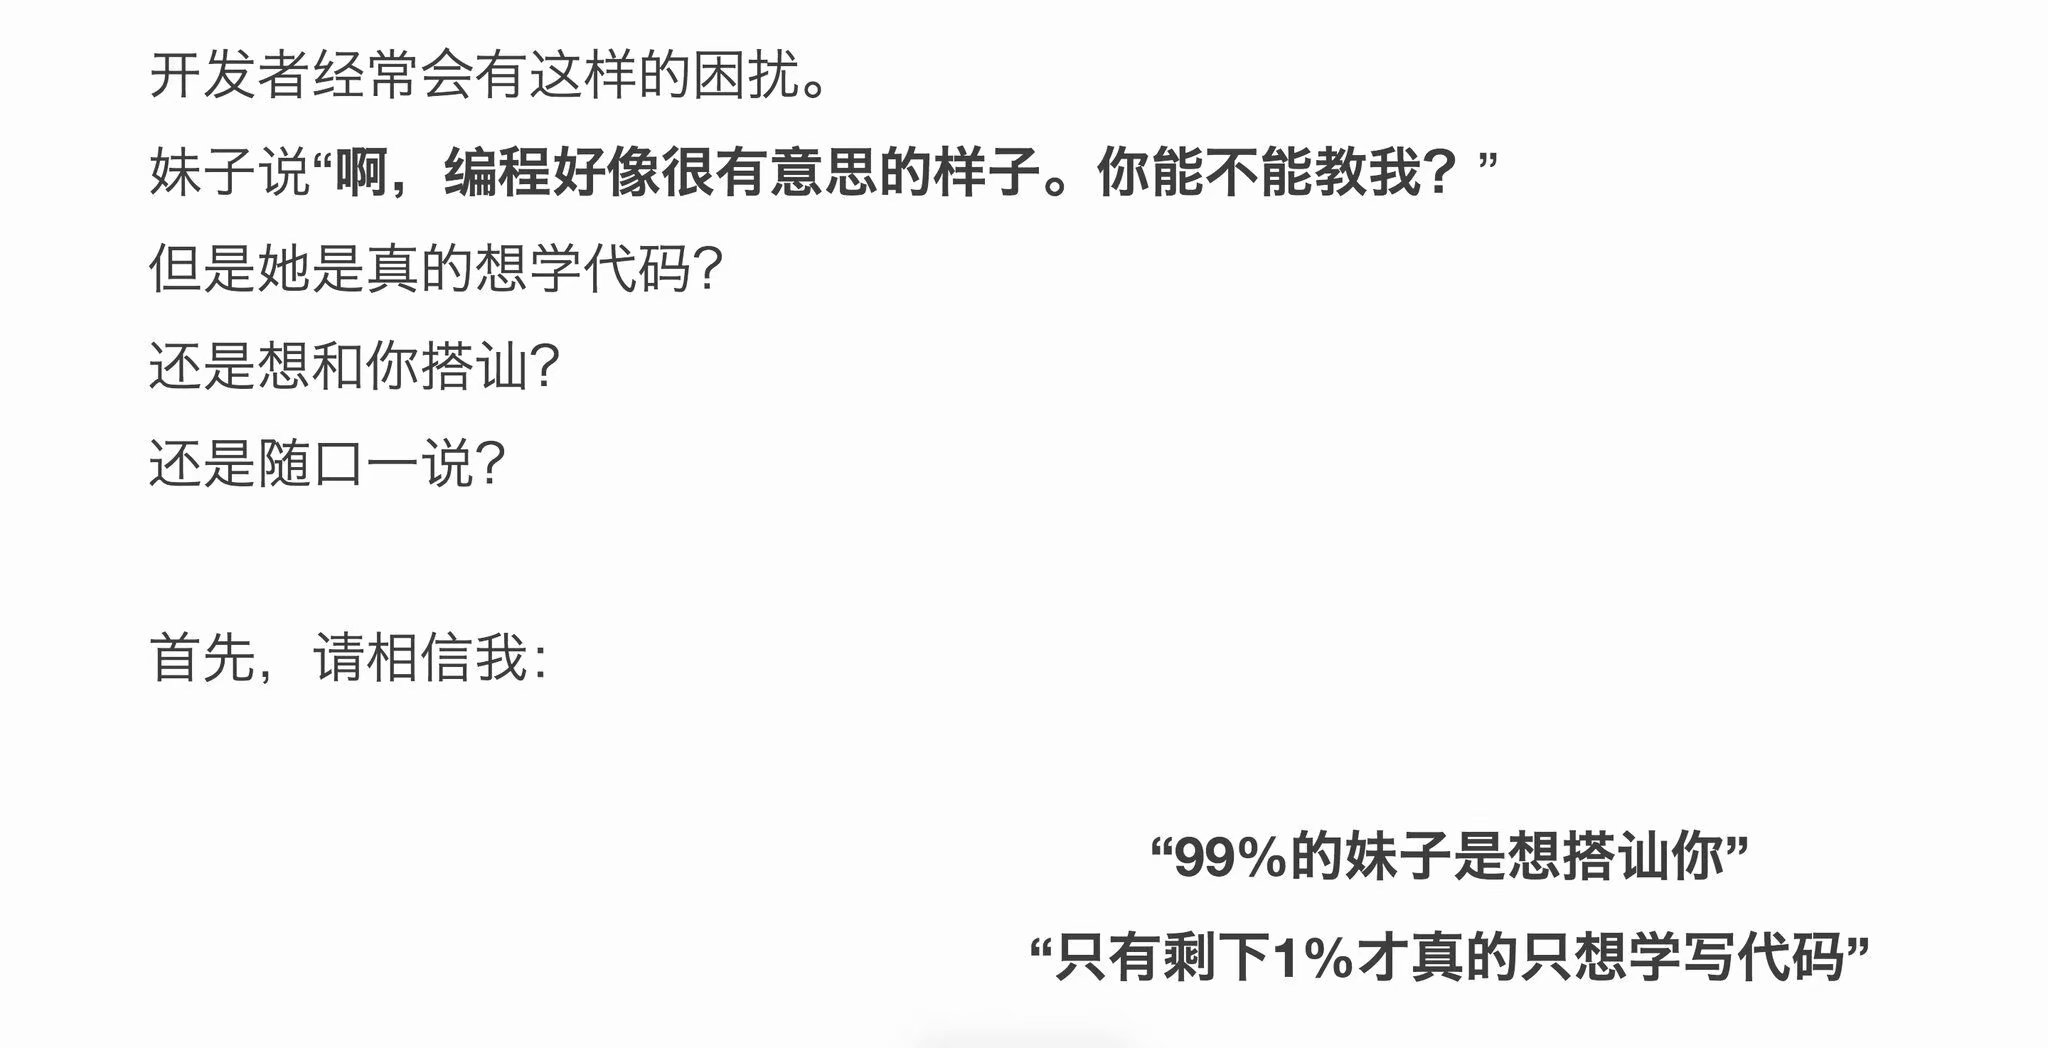 开发者经常会有这样的困扰。
妹子说“啊，编程好像很有意思的样子。你能不能教我？”
但是她是真的想学代码？
还是想和你搭讪？
还是随口一说？
首先，请相信我：
“99%的妹子是想搭讪你”
“只有剩下1%才真的只想学写代码”